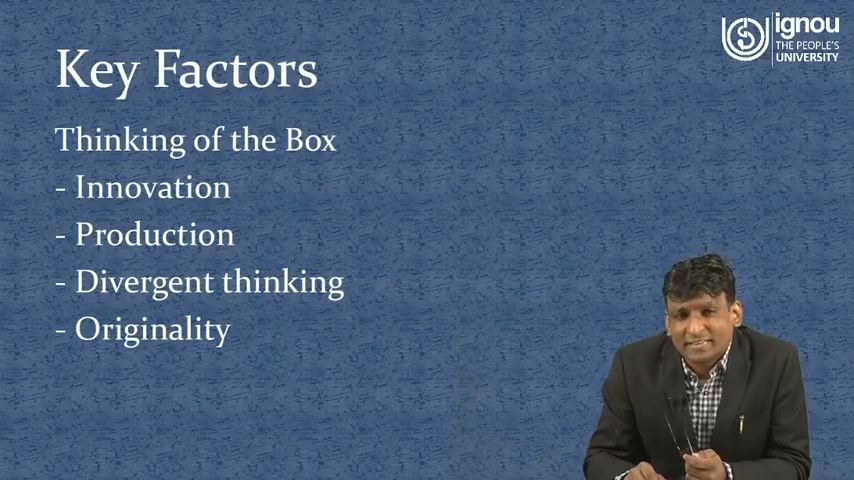 ignou
THE PEOPLE'S
UNIVERSITY
Key Factors
Thinking of the Box
- Innovation
- Production
- Divergent thinking
- Originality